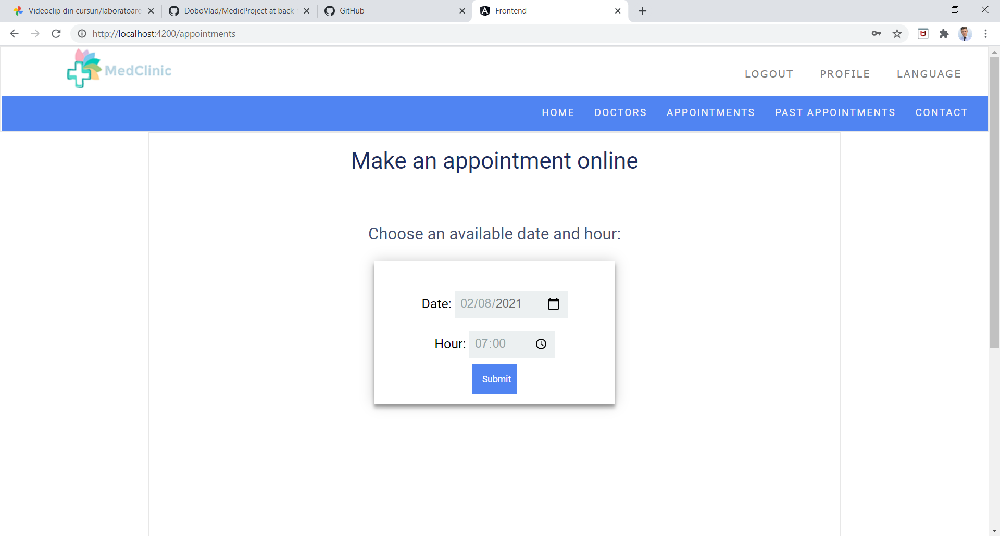 Videoclip din cursuri/laboratoare
DoboVlad/MedicProject at back-
GitHub
Frontend
http://localhost:4200/appointments
MedClinic
LOGOUT PROFILE LANGUAGE
HOME DOCTORS APPOINTMENTS PAST APPOINTMENTS CONTACT
Make an appointment online
Choose an available date and hour:
Date: 02/08/2021
Hour: 07:00
Submit